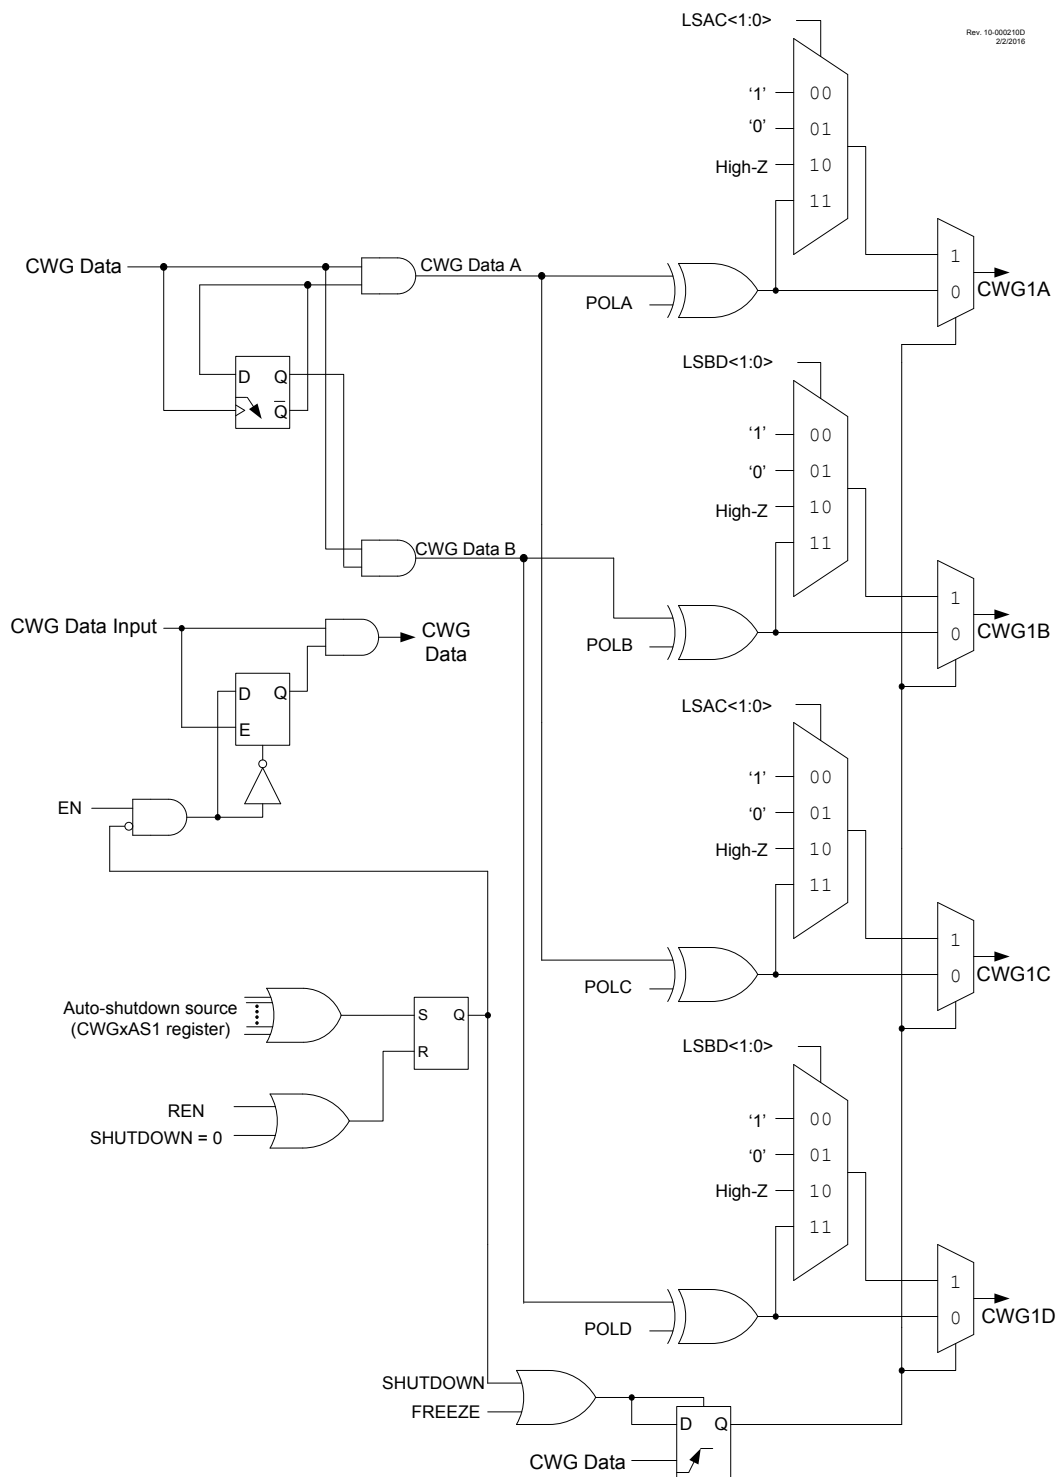 LSAC<1:0>
Rev. 10-000210D
2/2/2016
‘1’
00
‘0’
01
High-Z
10
11
CWG Data
CWG Data A
POLA
1
0
CWG1A
D Q
Q
LSBD<1:0>
‘1’
00
‘0’
01
High-Z
10
11
CWG Data B
POLB
1
0
CWG1B
CWG Data Input
CWG
Data
D Q
E
EN
LSAC<1:0>
‘1’
00
‘0’
01
High-Z
10
11
POLC
1
0
CWG1C
Auto-shutdown source
(CWGxAS1 register)
S Q
R
REN
SHUTDOWN = 0
LSBD<1:0>
‘1’
00
‘0’
01
High-Z
10
11
POLD
1
0
CWG1D
SHUTDOWN
FREEZE
D Q
CWG Data